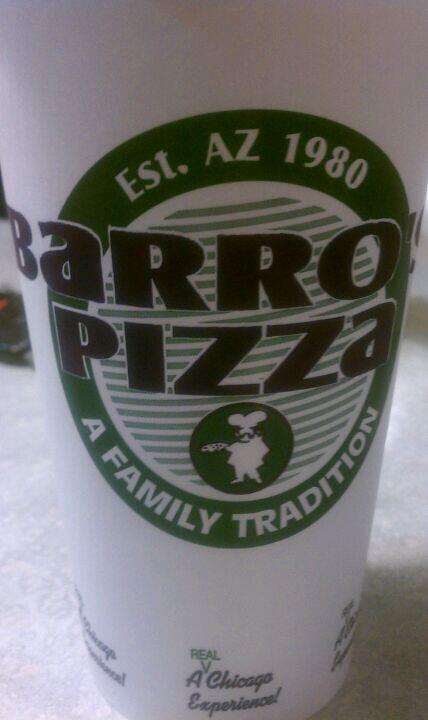 Est. AZ 1980
BARRO
PIZZA
A FAMILY TRADITION
REAL
A Chicago
Experience!